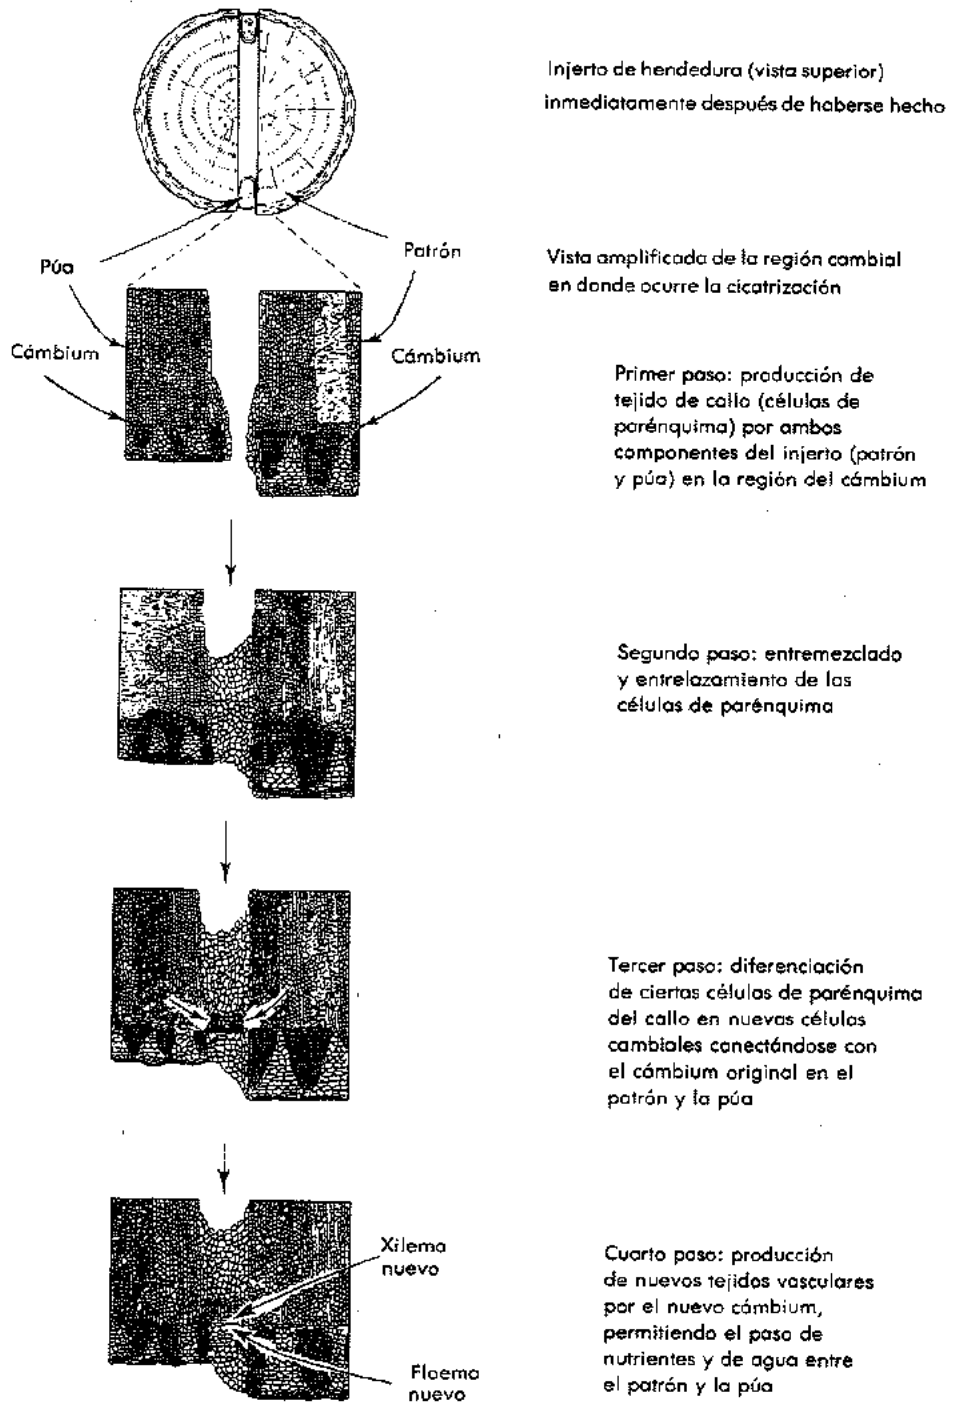 Injerto de hendedura (vista superior)
inmediatamente después de haberse hecho
Púa
Patrón
Vista amplificada de la región cambial
en donde ocurre la cicatrización
Cámbium
Cámbium
Primer paso: producción de
tejido de callo (células de
parénquima) por ambos
componentes del injerto (patrón
y púa) en la región del cámbium
Segundo paso: entremezclado
y entrelazamiento de las
células de parénquima
Tercer paso: diferenciación
de ciertas células de parénquima
del callo en nuevas células
cambiales conectándose con
el cámbium original en el
patrón y la púa
Xilema
nuevo
Floema
nuevo
Cuarto paso: producción
de nuevos tejidos vasculares
por el nuevo cámbium,
permitiendo el paso de
nutrientes y de agua entre
el patrón y la púa